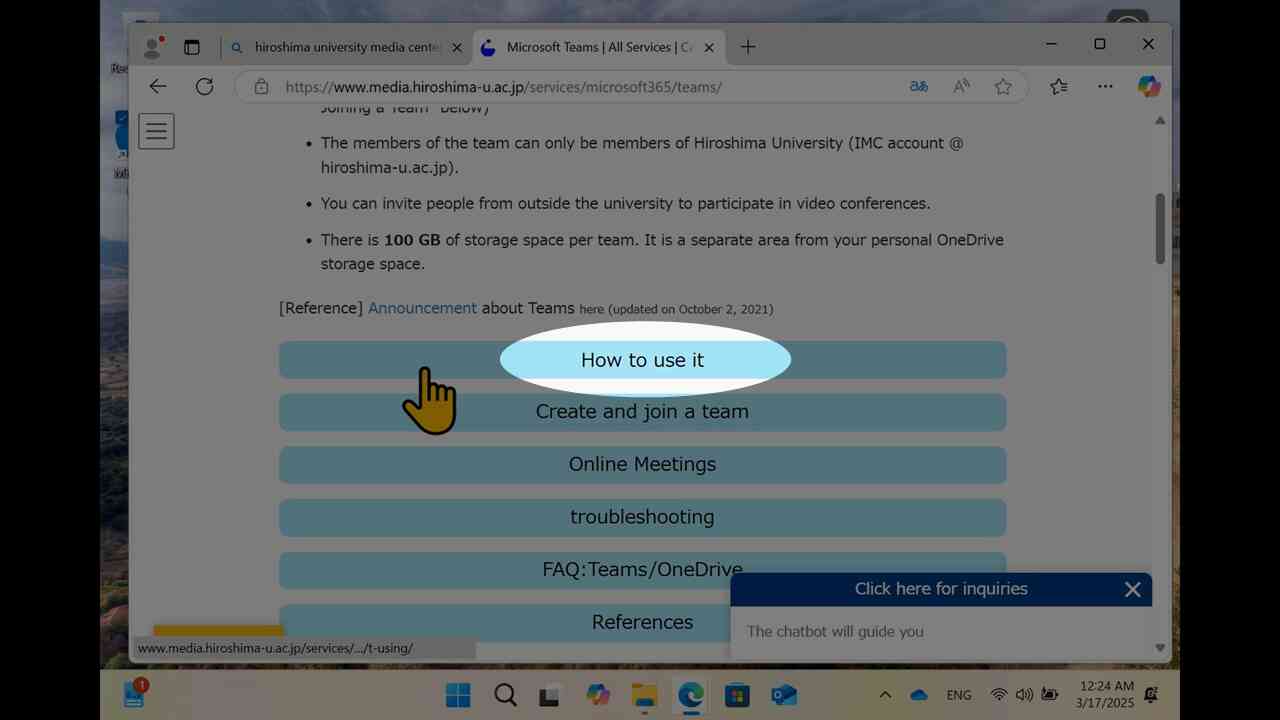 hiroshima university media cente
Microsoft Teams | All Services | C
https://www.media.hiroshima-u.ac.jp/services/microsoft365/teams/
Joining a Team" below)
• The members of the team can only be members of Hiroshima University (IMC account @
hiroshima-u.ac.jp).
• You can invite people from outside the university to participate in video conferences.
• There is 100 GB of storage space per team. It is a separate area from your personal OneDrive
storage space.
[Reference] Announcement about Teams here (updated on October 2, 2021)
How to use it
Create and join a team
Online Meetings
troubleshooting
FAQ:Teams/OneDrive
References
Click here for inquiries
The chatbot will guide you
www.media.hiroshima-u.ac.jp/services/.../t-using/
1
ENG
12:24 AM
3/17/2025